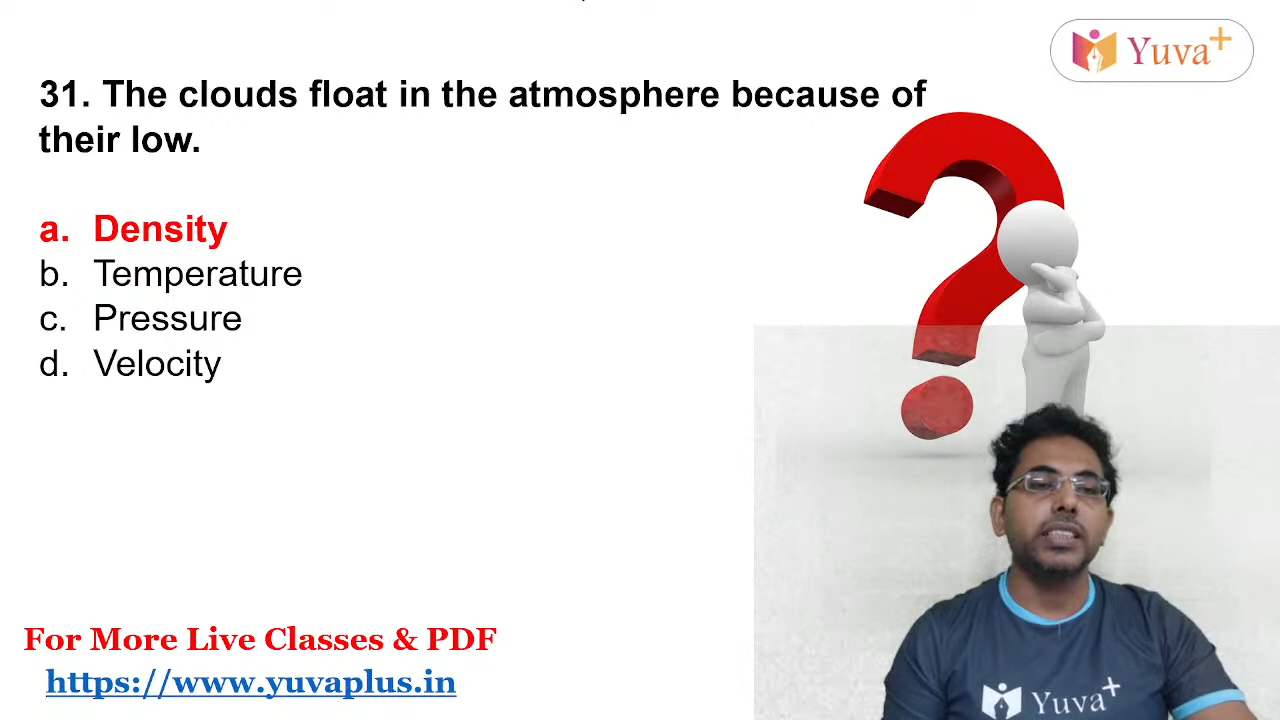 Yuva+
31. The clouds float in the atmosphere because of
their low.
a. Density
b. Temperature
c. Pressure
d. Velocity
For More Live Classes & PDF
https://www.yuvaplus.in
Yuva+